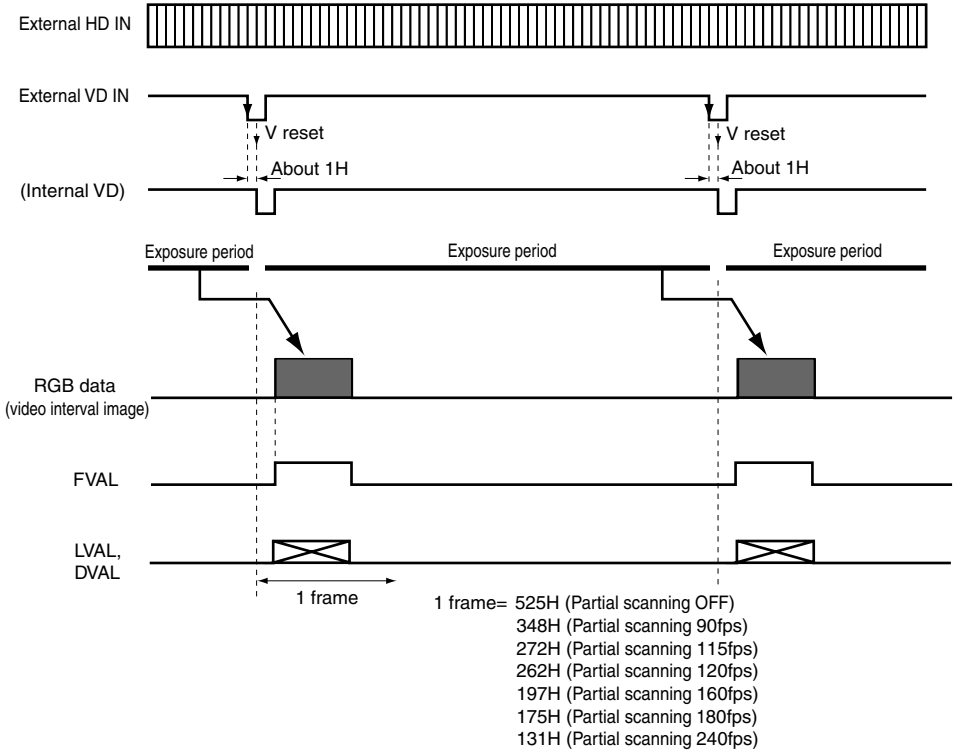 External HD IN
External VD IN
V reset
V reset
About 1H
About 1H
(Internal VD)
Exposure period
Exposure period
Exposure period
RGB data
(video interval image)
FVAL
LVAL,
DVAL
1 frame
1 frame= 525H (Partial scanning OFF)
348H (Partial scanning 90fps)
272H (Partial scanning 115fps)
262H (Partial scanning 120fps)
197H (Partial scanning 160fps)
175H (Partial scanning 180fps)
131H (Partial scanning 240fps)